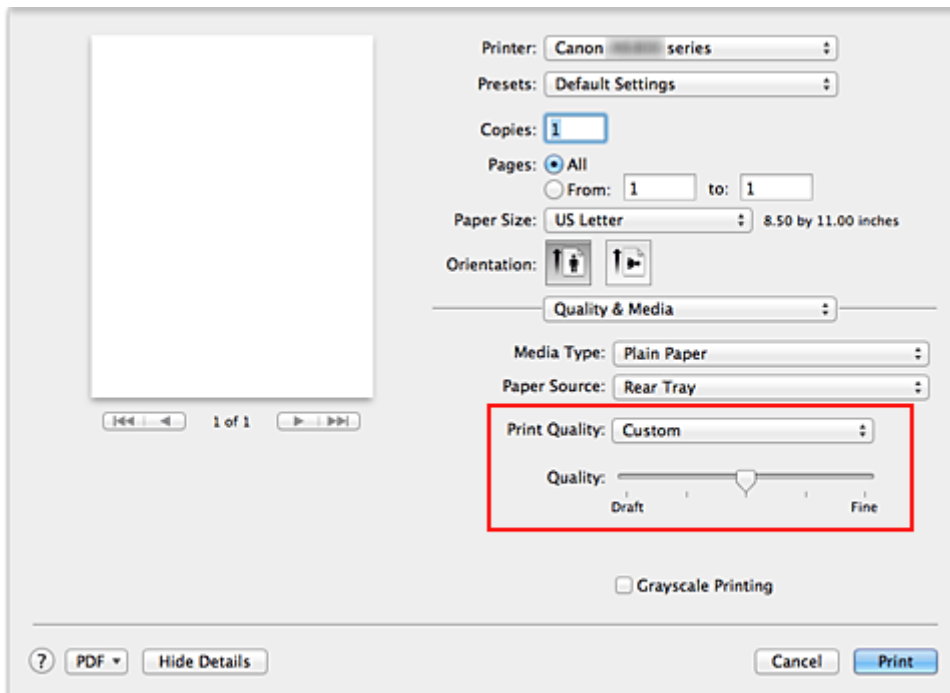 Printer: Canon series
Presets: Default Settings
Copies: 1
Pages: All
From: 1 to: 1
Paper Size: US Letter 8.50 by 11.00 inches
Orientation:
Quality & Media
Media Type: Plain Paper
Paper Source: Rear Tray
1 of 1
Print Quality: Custom
Quality:
Draft Fine
Grayscale Printing
? PDF Hide Details Cancel Print